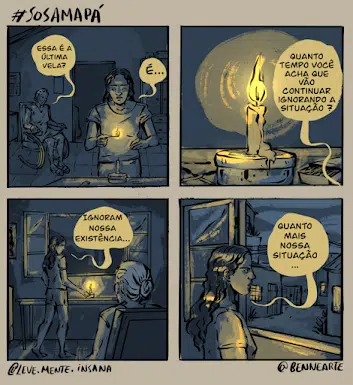 #SOSAMAPÁ
ESSA É A
ÚLTIMA
VELA?
É...
QUANTO
TEMPO VOCÊ
ACHA QUE
VÃO
CONTINUAR
IGNORANDO A
SITUAÇÃO?
IGNORAM
NOSSA
EXISTÊNCIA...
QUANTO
MAIS
NOSSA
SITUAÇÃO
...
@LEVE.MENTE.INSANA
@BENNEARTE